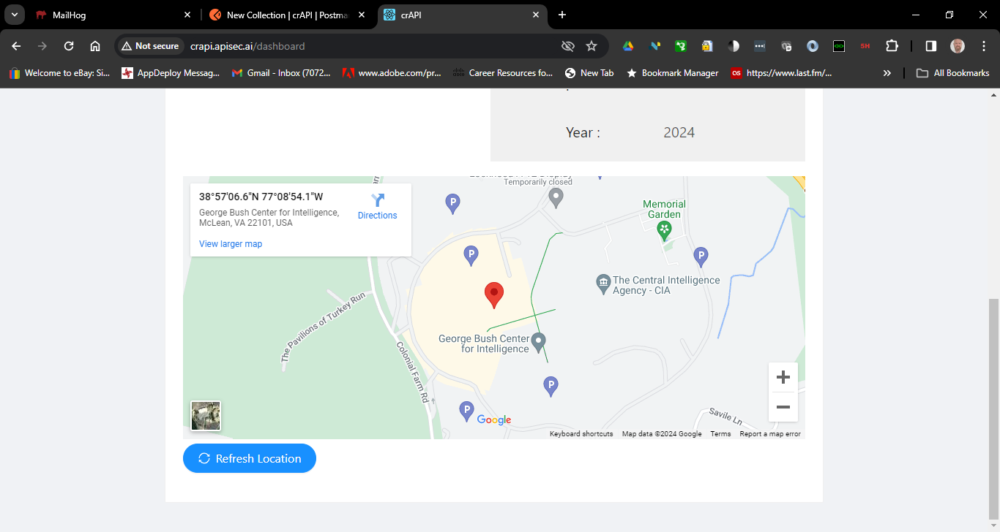 MailHog
New Collection | crAPI | Postma
crAPI
Not secure
crapi.apisec.ai/dashboard
SH
Welcome to eBay: Si...
AppDeploy Messag...
Gmail - Inbox (7072...
www.adobe.com/pr...
Career Resources fo...
New Tab
Bookmark Manager
OS
https://www.last.fm/...
»
All Bookmarks
Year :
2024
38°57'06.6"N 77°08'54.1"W
George Bush Center for Intelligence,
McLean, VA 22101, USA
Directions
View larger map
Temporarily closed
P
Memorial
Garden
P
P
The Central Intelligence
Agency - CIA
The Pavilions of Turkey Run
George Bush Center
for Intelligence
Colonial Farm Rd
P
P
Savile Ln
Google
Keyboard shortcuts
Map data ©2024 Google
Terms
Report a map error
Refresh Location